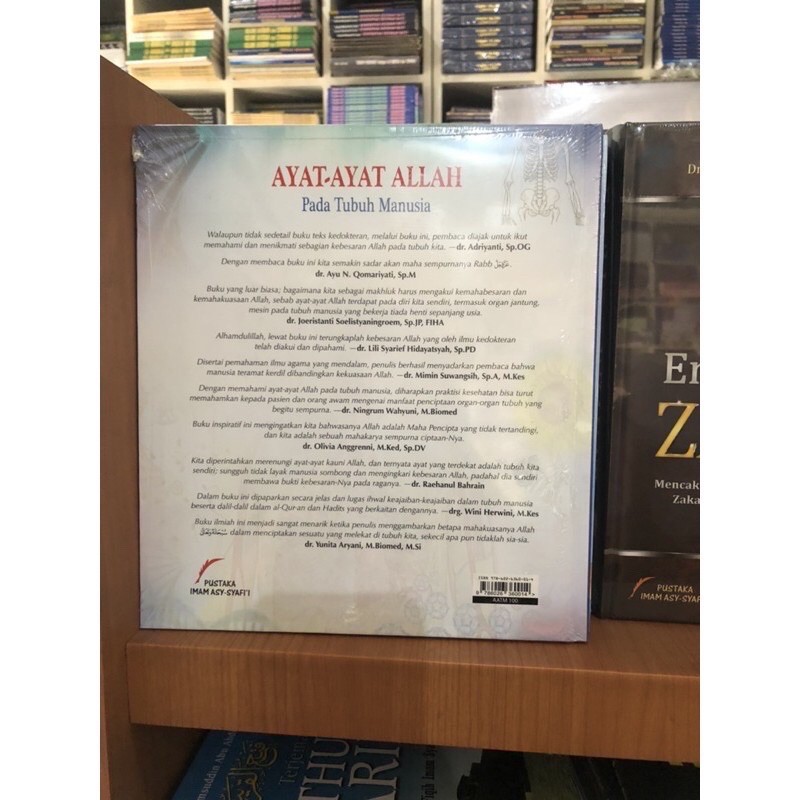 AYAT-AYAT ALLAH
Pada Tubuh Manusia
Walaupun tidak sedetail buku teks kedokteran, melalui buku ini, pembaca diajak untuk ikut
memahami dan menikmati sebagian kebesaran Allah pada tubuh kita. —dr. Adriyanti, Sp.OG
Dengan membaca buku ini kita semakin sadar akan maha sempurnanya Rabb
dr. Ayu N. Qomariyati, Sp.M
Buku yang luar biasa; bagaimana kita sebagai makhluk harus mengakui kemahabesaran dan
kemahakuasaan Allah, sebab ayat-ayat Allah terdapat pada diri kita sendiri, termasuk organ jantung,
mesin pada tubuh manusia yang bekerja tiada henti sepanjang usia.
dr. Joeristanti Soelistyaningroem, Sp.JP, FIHA
Alhamdulillah, lewat buku ini terungkaplah kebesaran Allah yang oleh ilmu kedokteran
telah diakui dan dipahami. —dr. Lili Syarief Hidayatsyah, Sp.PD
Disertai pemahaman ilmu agama yang mendalam, penulis berhasil menyadarkan pembaca bahwa
manusia teramat kerdil dibandingkan kekuasaan Allah. —dr. Mimin Suwangsih, Sp.A, M.Kes
Dengan memahami ayat-ayat Allah pada tubuh manusia, diharapkan praktisi kesehatan bisa turut
memahamkan kepada pasien dan orang awam mengenai manfaat penciptaan organ-organ tubuh yang
begitu sempurna. —dr. Ningrum Wahyuni, M.Biomed
Buku inspiratif ini mengingatkan kita bahwasanya Allah adalah Maha Pencipta yang tidak tertandingi,
dan kita adalah sebuah mahakarya sempurna ciptaan-Nya.
dr. Olivia Anggrenni, M.Ked, Sp.DV
Kita diperintahkan merenungi ayat-ayat kauni Allah, dan ternyata ayat yang terdekat adalah tubuh kita
sendiri; sungguh tidak layak manusia sombong dan mengingkari kebesaran Allah, padahal dia sendiri
membawa bukti kebesaran-Nya pada raganya. —dr. Raehanul Bahrain
Dalam buku ini dipaparkan secara jelas dan lugas ihwal keajaiban-keajaiban dalam tubuh manusia
beserta dalil-dalil dalam al-Qur-an dan Hadits yang berkaitan dengannya. —drg. Wini Herwini, M.Kes
Buku ilmiah ini menjadi sangat menarik ketika penulis menggambarkan betapa mahakuasanya Allah
dalam menciptakan sesuatu yang melekat di tubuh kita, sekecil apa pun tidaklah sia-sia.
dr. Yunita Aryani, M.Biomed, M.Si
PUSTAKA
IMAM ASY-SYAFI'I
AATM 100
Dr
Er
Z
Mencak
Zaka
PUSTAKA
IMAM ASY-SYAF
Terjeme